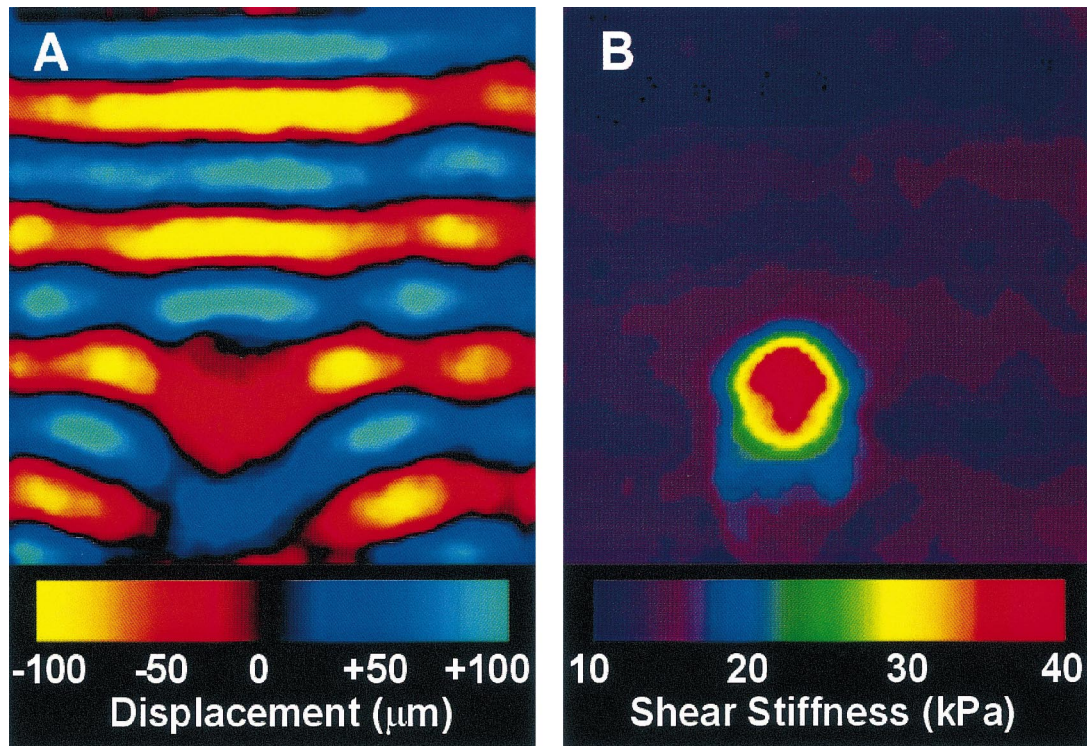 A
B
-100 -50 0 +50 +100
Displacement (μm)
10 20 30 40
Shear Stiffness (kPa)